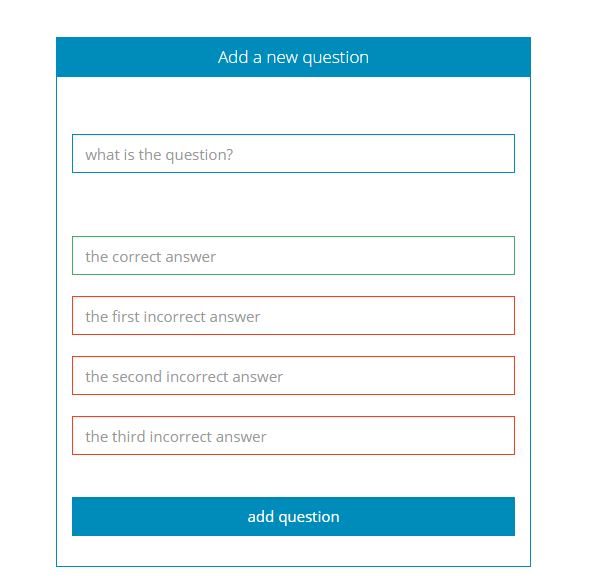 Add a new question
what is the question?
the correct answer
the first incorrect answer
the second incorrect answer
the third incorrect answer
add question